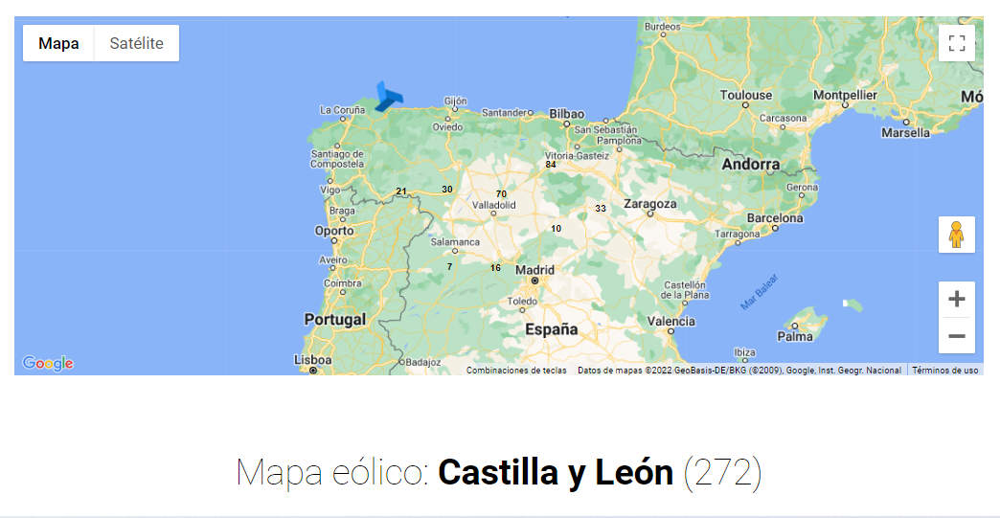 Mapa Satélite
Burdeos
Toulouse
Montpellier
Mó
La Coruña
Gijón
Santander
Bilbao
Carcasona
Oviedo
San Sebastián
Marsella
Pamplona
Santiago de
Compostela
Vitoria-Gasteiz
84
Andorra
Vigo
21
30
70
Gerona
Valladolid
33
Zaragoza
Braga
Barcelona
Oporto
10
Tarragona
Salamanca
Aveiro
7
16
Madrid
Coímbra
Castellón
de la Plana
Mar Balear
Toledo
Portugal
España
Valencia
Palma
Ibiza
Lisboa
Badajoz
Google
Combinaciones de teclas
Datos de mapas ©2022 GeoBasis-DE/BKG (©2009), Google, Inst. Geogr. Nacional
Términos de uso
Mapa eólico: Castilla y León (272)